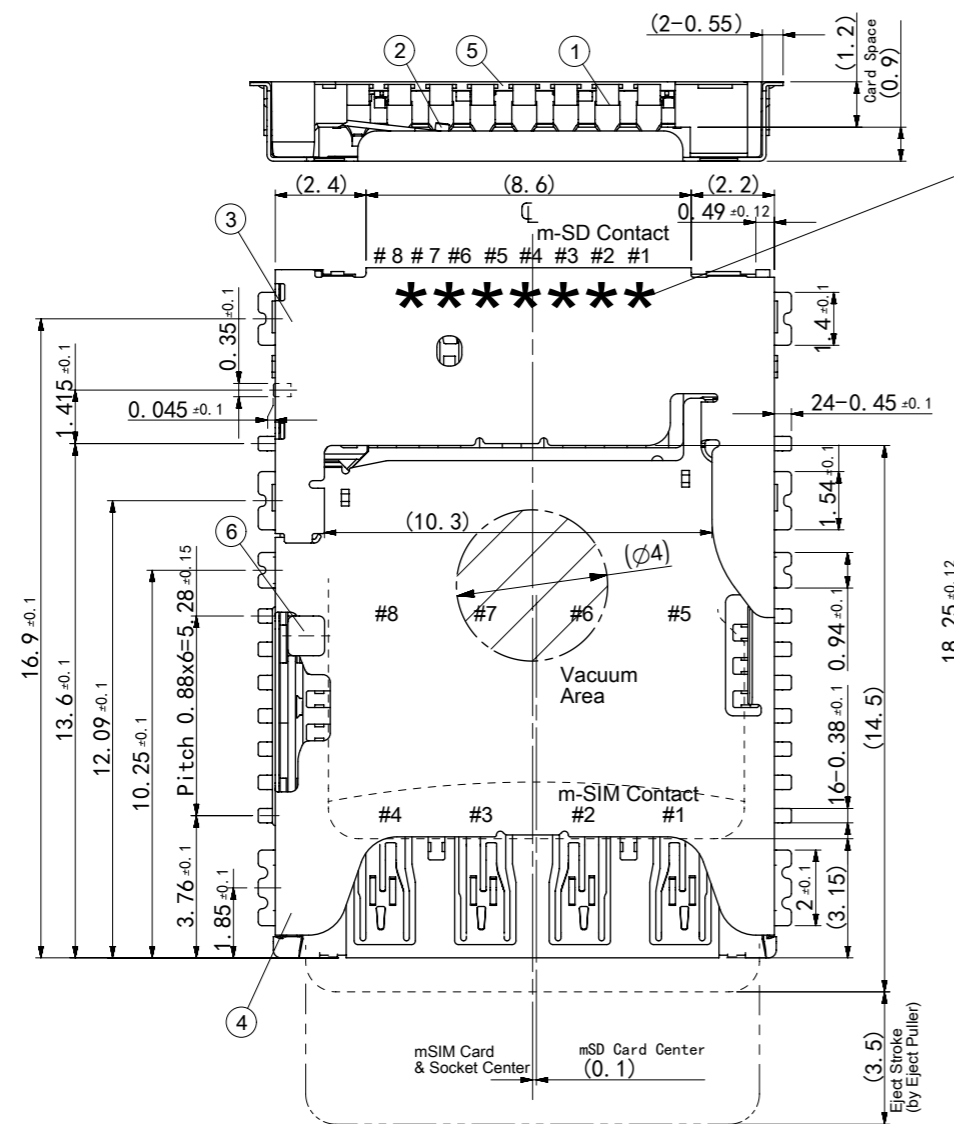 (2-0.55)
(1.2)
Card Space
(0.9)
2
5
1
(2.4)
(8.6)
(2.2)
0.49 ±0.12
℄
m-SD Contact
3
#8 #7 #6 #5 #4 #3 #2 #1
*******
0.35 ±0.1
1.4 ±0.1
1.415 ±0.1
0.045 ±0.1
24-0.45 ±0.1
1.54 ±0.1
(10.3)
(Ø4)
6
#8 #7 #6 #5
Vacuum
Area
16.9 ±0.1
13.6 ±0.1
12.09 ±0.1
10.25 ±0.1
Pitch 0.88x6=5.28 ±0.15
0.94 ±0.1
16-0.38 ±0.1
(14.5)
18.25 ±0.12
m-SIM Contact
#4 #3 #2 #1
3.76 ±0.1
1.85 ±0.1
2 ±0.1
(3.15)
4
mSIM Card
& Socket Center
mSD Card Center
(0.1)
(3.5)
Eject Stroke
(by Eject Puller)